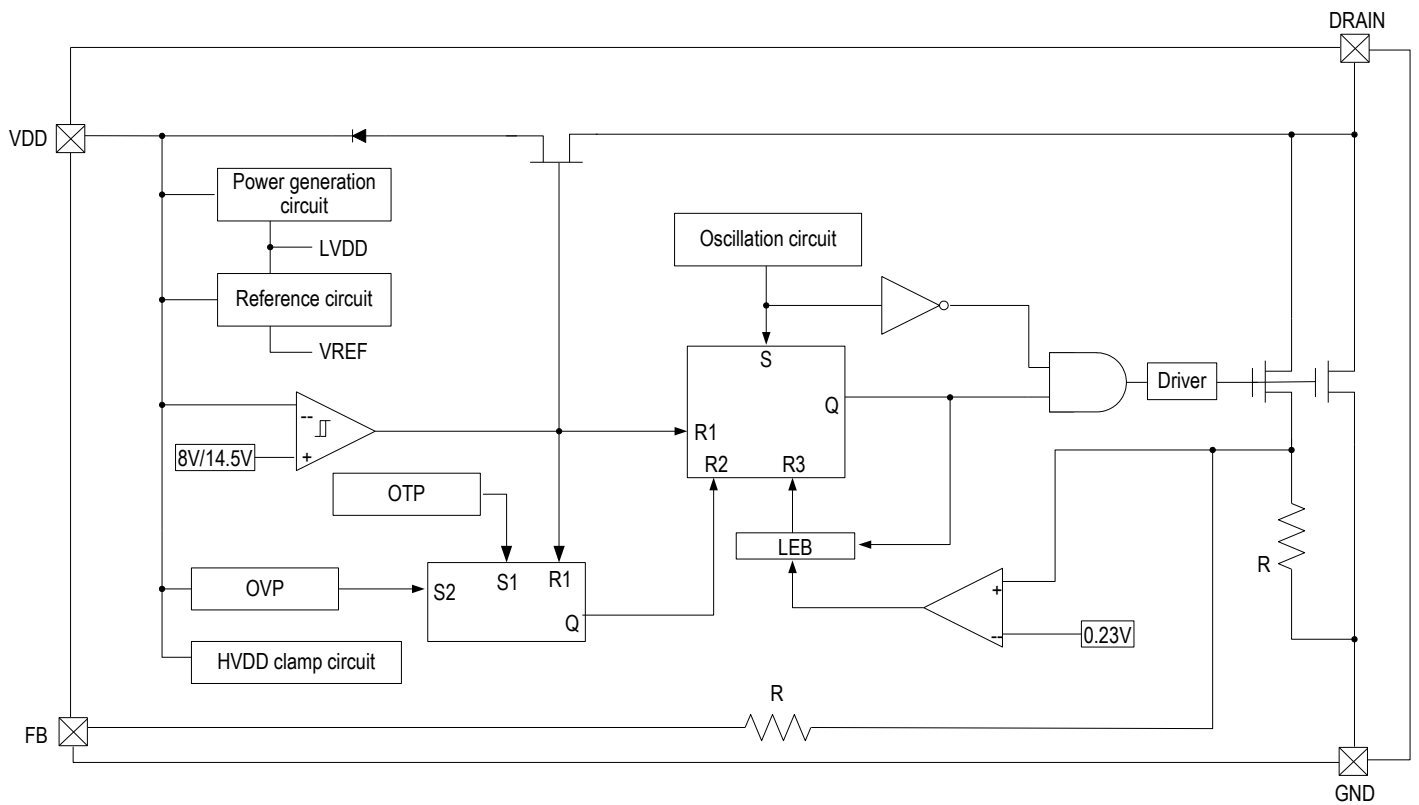 DRAIN
VDD
Power generation
circuit
LVDD
Reference circuit
VREF
Oscillation circuit
S
Q
R1
R2
R3
Driver
--
+
8V/14.5V
OTP
LEB
OVP
S2
S1
R1
Q
+
--
0.23V
R
HVDD clamp circuit
R
FB
GND